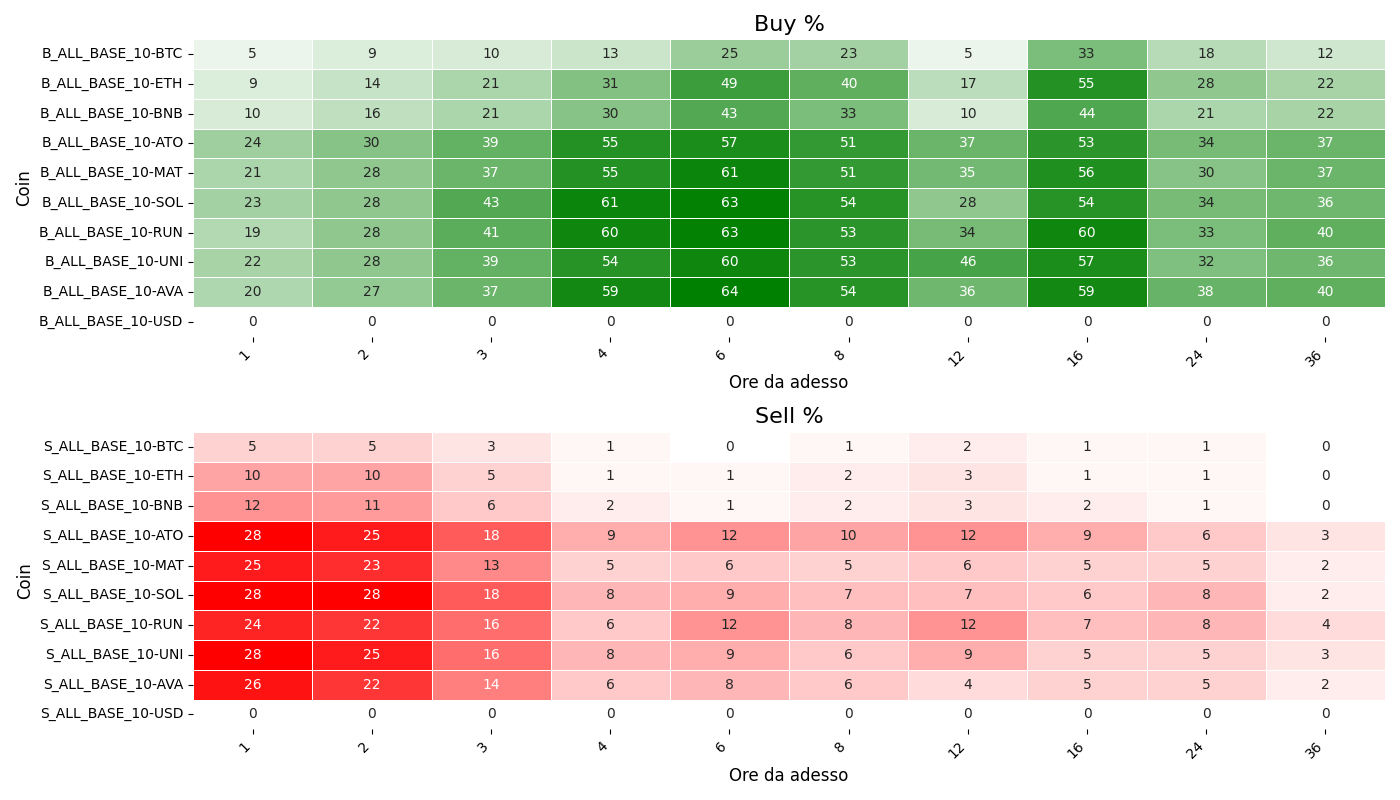 Buy %
Coin
B_ALL_BASE_10-BTC 5 9 10 13 25 23 5 33 18 12
B_ALL_BASE_10-ETH 9 14 21 31 49 40 17 55 28 22
B_ALL_BASE_10-BNB 10 16 21 30 43 33 10 44 21 22
B_ALL_BASE_10-ATO 24 30 39 55 57 51 37 53 34 37
B_ALL_BASE_10-MAT 21 28 37 55 61 51 35 56 30 37
B_ALL_BASE_10-SOL 23 28 43 61 63 54 28 54 34 36
B_ALL_BASE_10-RUN 19 28 41 60 63 53 34 60 33 40
B_ALL_BASE_10-UNI 22 28 39 54 60 53 46 57 32 36
B_ALL_BASE_10-AVA 20 27 37 59 64 54 36 59 38 40
B_ALL_BASE_10-USD 0 0 0 0 0 0 0 0 0 0
1 2 3 4 6 8 12 16 24 36
Ore da adesso
Sell %
Coin
S_ALL_BASE_10-BTC 5 5 3 1 0 1 2 1 1 0
S_ALL_BASE_10-ETH 10 10 5 1 1 2 3 1 1 0
S_ALL_BASE_10-BNB 12 11 6 2 1 2 3 2 1 0
S_ALL_BASE_10-ATO 28 25 18 9 12 10 12 9 6 3
S_ALL_BASE_10-MAT 25 23 13 5 6 5 6 5 5 2
S_ALL_BASE_10-SOL 28 28 18 8 9 7 7 6 8 2
S_ALL_BASE_10-RUN 24 22 16 6 12 8 12 7 8 4
S_ALL_BASE_10-UNI 28 25 16 8 9 6 9 5 5 3
S_ALL_BASE_10-AVA 26 22 14 6 8 6 4 5 5 2
S_ALL_BASE_10-USD 0 0 0 0 0 0 0 0 0 0
1 2 3 4 6 8 12 16 24 36
Ore da adesso